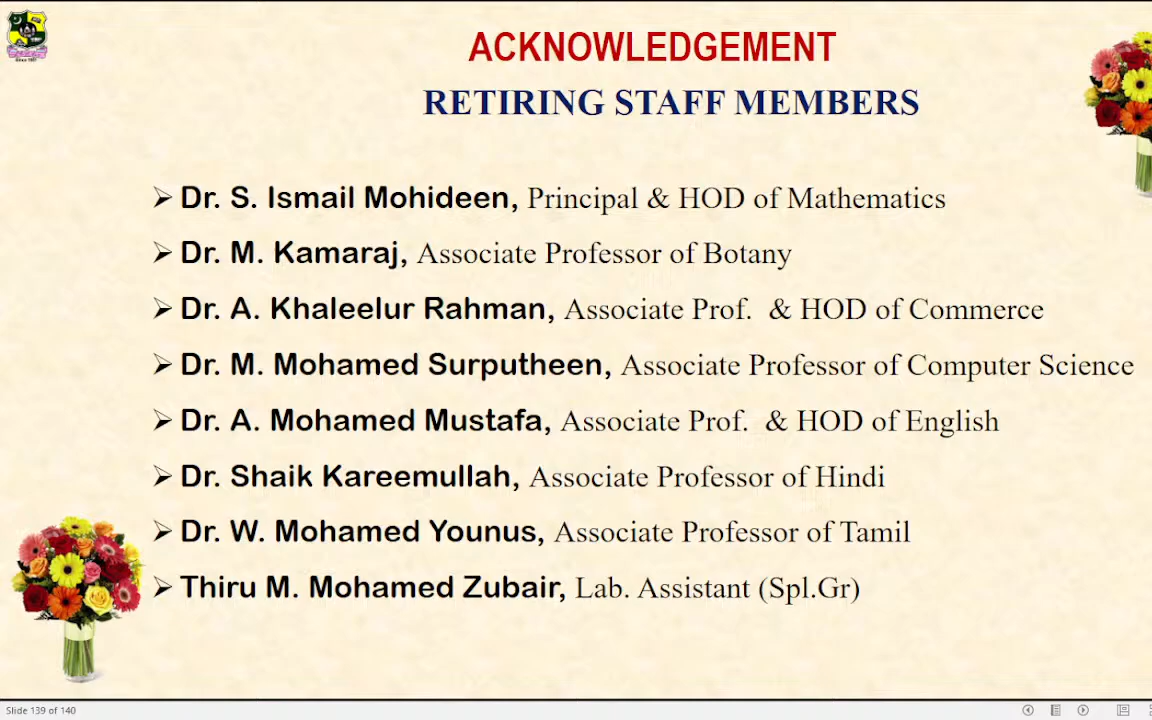 ACKNOWLEDGEMENT
RETIRING STAFF MEMBERS
Dr. S. Ismail Mohideen, Principal & HOD of Mathematics
Dr. M. Kamaraj, Associate Professor of Botany
Dr. A. Khaleelur Rahman, Associate Prof. & HOD of Commerce
Dr. M. Mohamed Surputheen, Associate Professor of Computer Science
Dr. A. Mohamed Mustafa, Associate Prof. & HOD of English
Dr. Shaik Kareemullah, Associate Professor of Hindi
Dr. W. Mohamed Younus, Associate Professor of Tamil
Thiru M. Mohamed Zubair, Lab. Assistant (Spl.Gr)
Slide 139 of 140